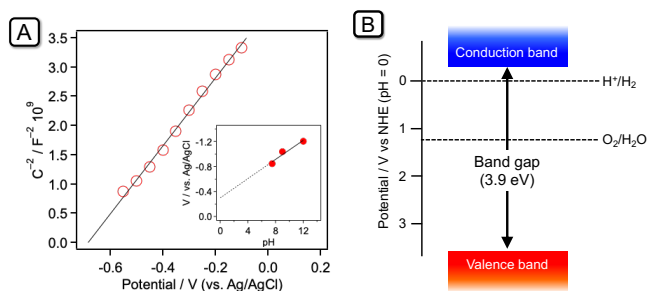 A
3.5
3.0
2.5
2.0
1.5
1.0
0.5
0.0
C⁻² / F⁻² 10⁹
-0.6
-0.4
-0.2
0.0
0.2
Potential / V (vs. Ag/AgCl)
-1.2
-0.8
-0.4
0.0
V / vs. Ag/AgCl
0
4
8
12
pH
B
Potential / V vs NHE (pH = 0)
0
1
2
3
Conduction band
H⁺/H₂
O₂/H₂O
Band gap
(3.9 eV)
Valence band